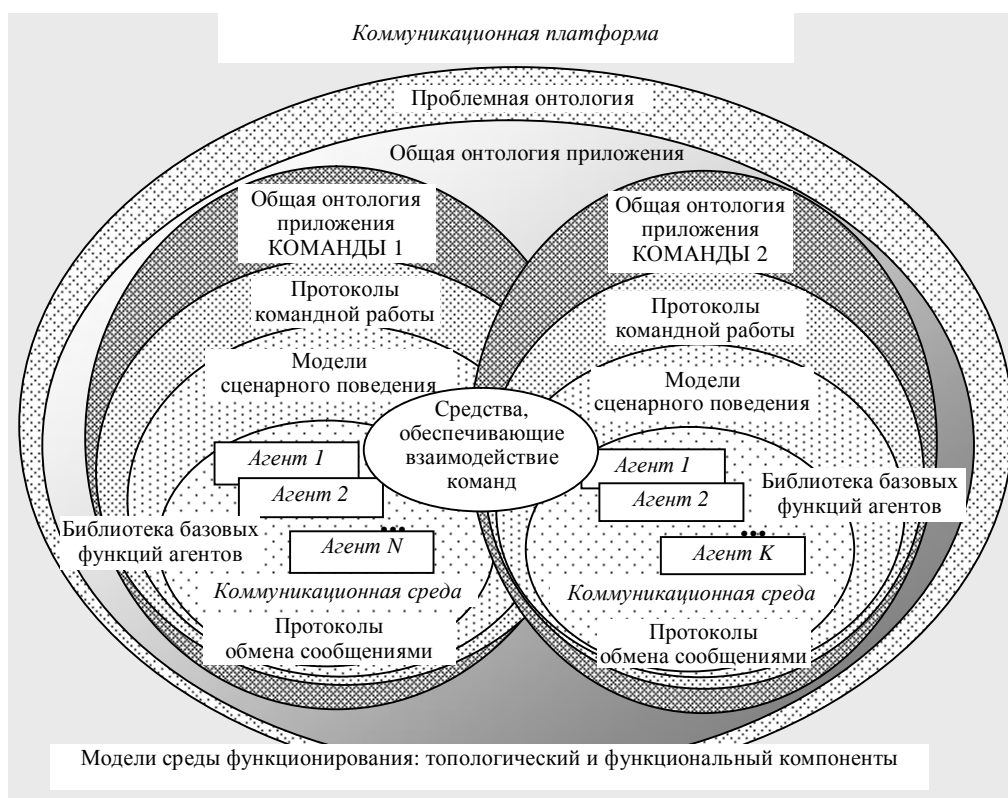 Коммуникационная платформа
Проблемная онтология
Общая онтология приложения
Общая онтология
приложения
КОМАНДЫ 1
Общая онтология
приложения
КОМАНДЫ 2
Протоколы
командной работы
Протоколы
командной работы
Модели
сценарного поведения
Модели
сценарного поведения
Средства,
обеспечивающие
взаимодействие
команд
Агент 1
Агент 2
...
Агент N
Агент 1
Агент 2
...
Агент K
Библиотека базовых
функций агентов
Библиотека базовых
функций агентов
Коммуникационная среда
Коммуникационная среда
Протоколы
обмена сообщениями
Протоколы
обмена сообщениями
Модели среды функционирования: топологический и функциональный компоненты